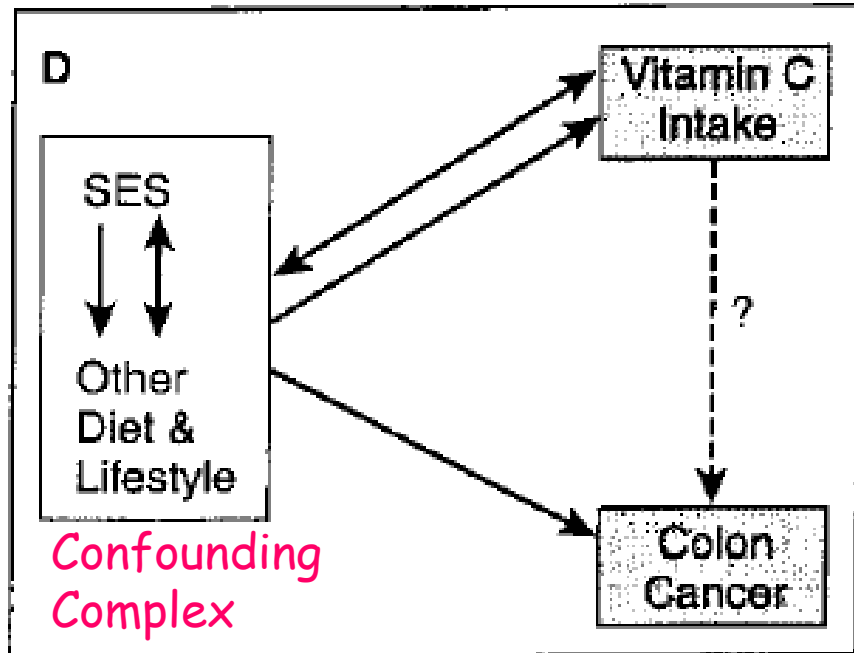 D
SES
Other
Diet &
Lifestyle
Confounding
Complex
Vitamin C
Intake
?
Colon
Cancer